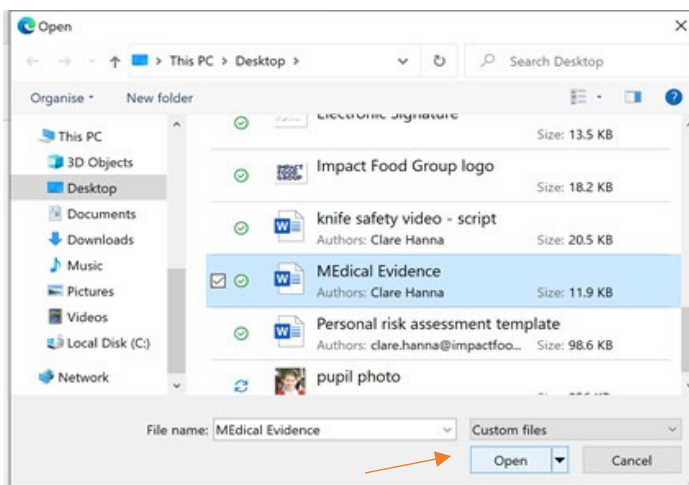 Open
This PC > Desktop >
Search Desktop
Organise
New folder
This PC
3D Objects
Desktop
Documents
Downloads
Music
Pictures
Videos
Local Disk (C:)
Network
Electronic Signature
Size: 13.5 KB
Impact Food Group logo
Size: 18.2 KB
knife safety video - script
Authors: Clare Hanna
Size: 20.5 KB
MEdical Evidence
Authors: Clare Hanna
Size: 11.9 KB
Personal risk assessment template
Authors: clare.hanna@impactfoo...
Size: 98.6 KB
pupil photo
File name: MEdical Evidence
Custom files
Open
Cancel